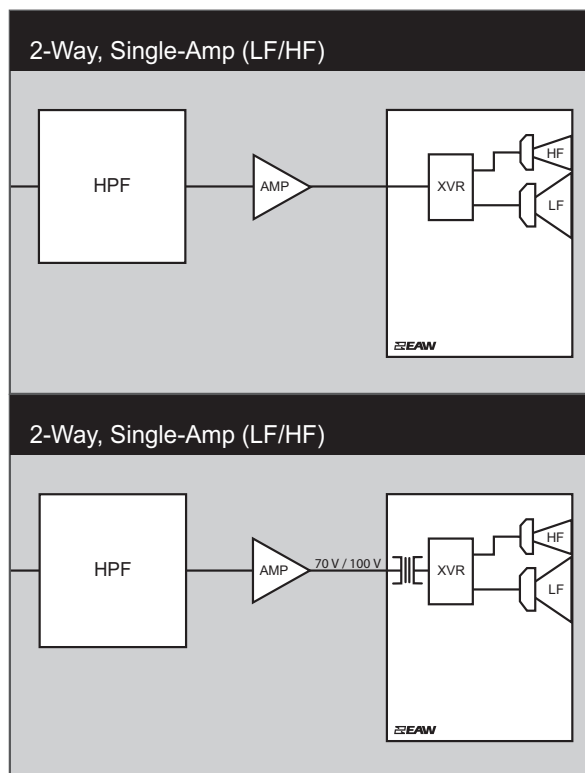 2-Way, Single-Amp (LF/HF)
HPF
AMP
XVR
HF
LF
EAW
2-Way, Single-Amp (LF/HF)
HPF
AMP
70 V / 100 V
XVR
HF
LF
EAW